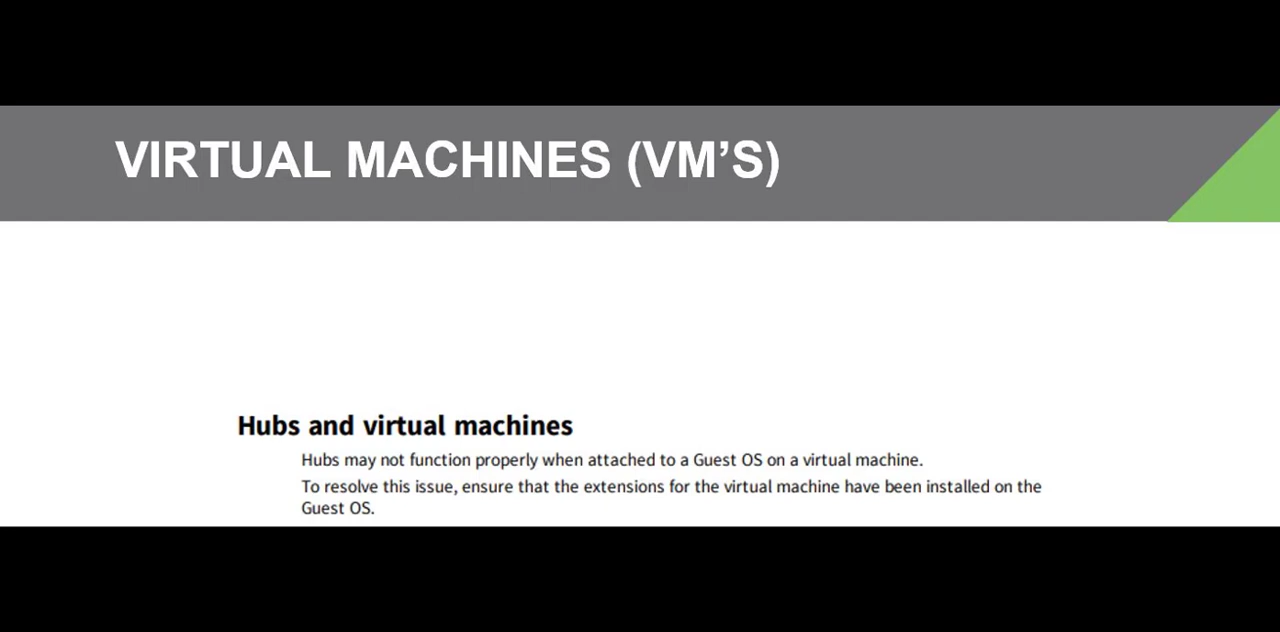 VIRTUAL MACHINES (VM’S)
Hubs and virtual machines
Hubs may not function properly when attached to a Guest OS on a virtual machine.
To resolve this issue, ensure that the extensions for the virtual machine have been installed on the
Guest OS.